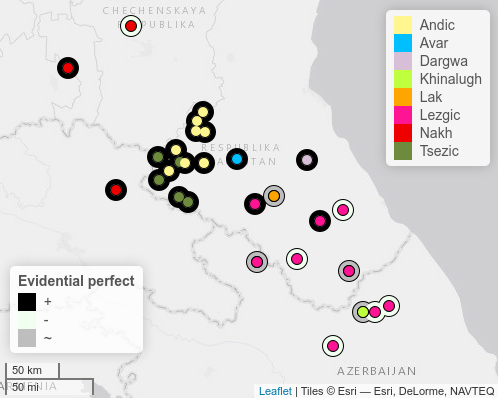 CHECHENSKAYA
RESPUBLIKA
Andic
Avar
Dargwa
Khinalugh
Lak
Lezgic
Nakh
Tsezic
RESPUBLIKA
DAGESTAN
Evidential perfect
+
-
~
50 km
50 mi
ARMENIA
AZERBAIJAN
Leaflet | Tiles © Esri — Esri, DeLorme, NAVTEQ